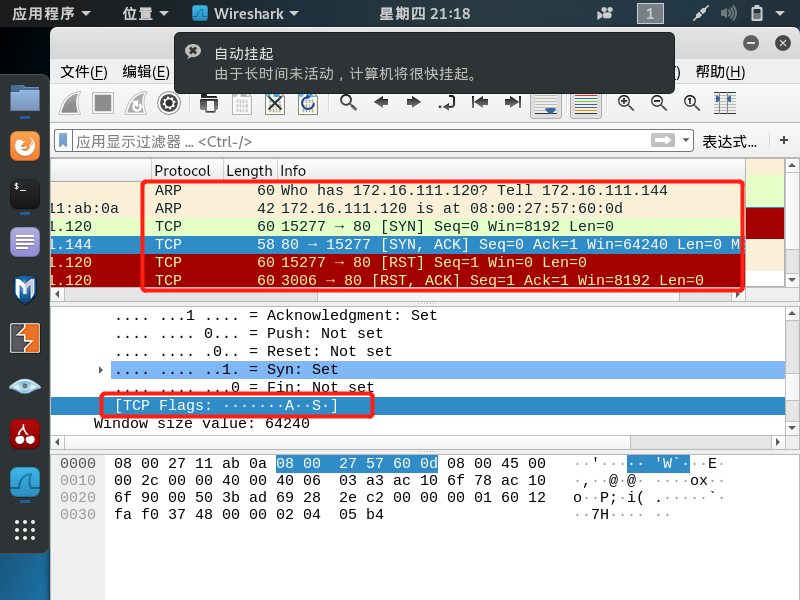 应用程序 位置 Wireshark 星期四 21:18 1
自动挂起
由于长时间未活动，计算机将很快挂起。
文件(F) 编辑(E) 帮助(H)
应用显示过滤器 … <Ctrl-/> 表达式… +
Protocol Length Info
ARP 60 Who has 172.16.111.120? Tell 172.16.111.144
11:ab:0a ARP 42 172.16.111.120 is at 08:00:27:57:60:0d
1.120 TCP 60 15277 → 80 [SYN] Seq=0 Win=8192 Len=0
1.144 TCP 58 80 → 15277 [SYN, ACK] Seq=0 Ack=1 Win=64240 Len=0 M
1.120 TCP 60 15277 → 80 [RST] Seq=1 Win=0 Len=0
1.120 TCP 60 3006 → 80 [RST, ACK] Seq=1 Ack=1 Win=8192 Len=0
.... ...1 .... = Acknowledgment: Set
.... .... 0... = Push: Not set
.... .... .0.. = Reset: Not set
.... .... ..1. = Syn: Set
.... .... ...0 = Fin: Not set
[TCP Flags: ·······A··S·]
Window size value: 64240
0000 08 00 27 11 ab 0a 08 00 27 57 60 0d 08 00 45 00 ··'····· 'W`···E·
0010 00 2c 00 00 40 00 40 06 03 a3 ac 10 6f 78 ac 10 ·,··@·@· ····ox··
0020 6f 90 00 50 3b ad 69 28 2e c2 00 00 00 01 60 12 o··P;·i( .·····`·
0030 fa f0 37 48 00 00 02 04 05 b4 ··7H···· ··